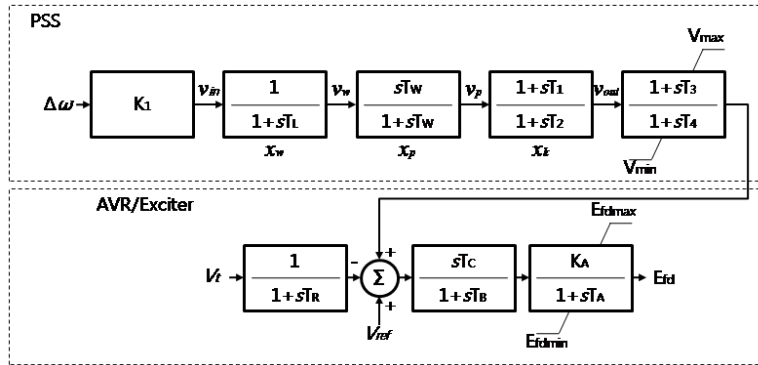 PSS
Vmax
Δω
K1
vin
1
1+sTL
xw
vw
sTw
1+sTw
xp
vp
1+sT1
1+sT2
xk
vout
1+sT3
1+sT4
Vmin
AVR/Exciter
Efdmax
Vt
1
1+sTR
-
+
Σ
+
Vref
sTC
1+sTB
KA
1+sTA
Efd
Efdmin